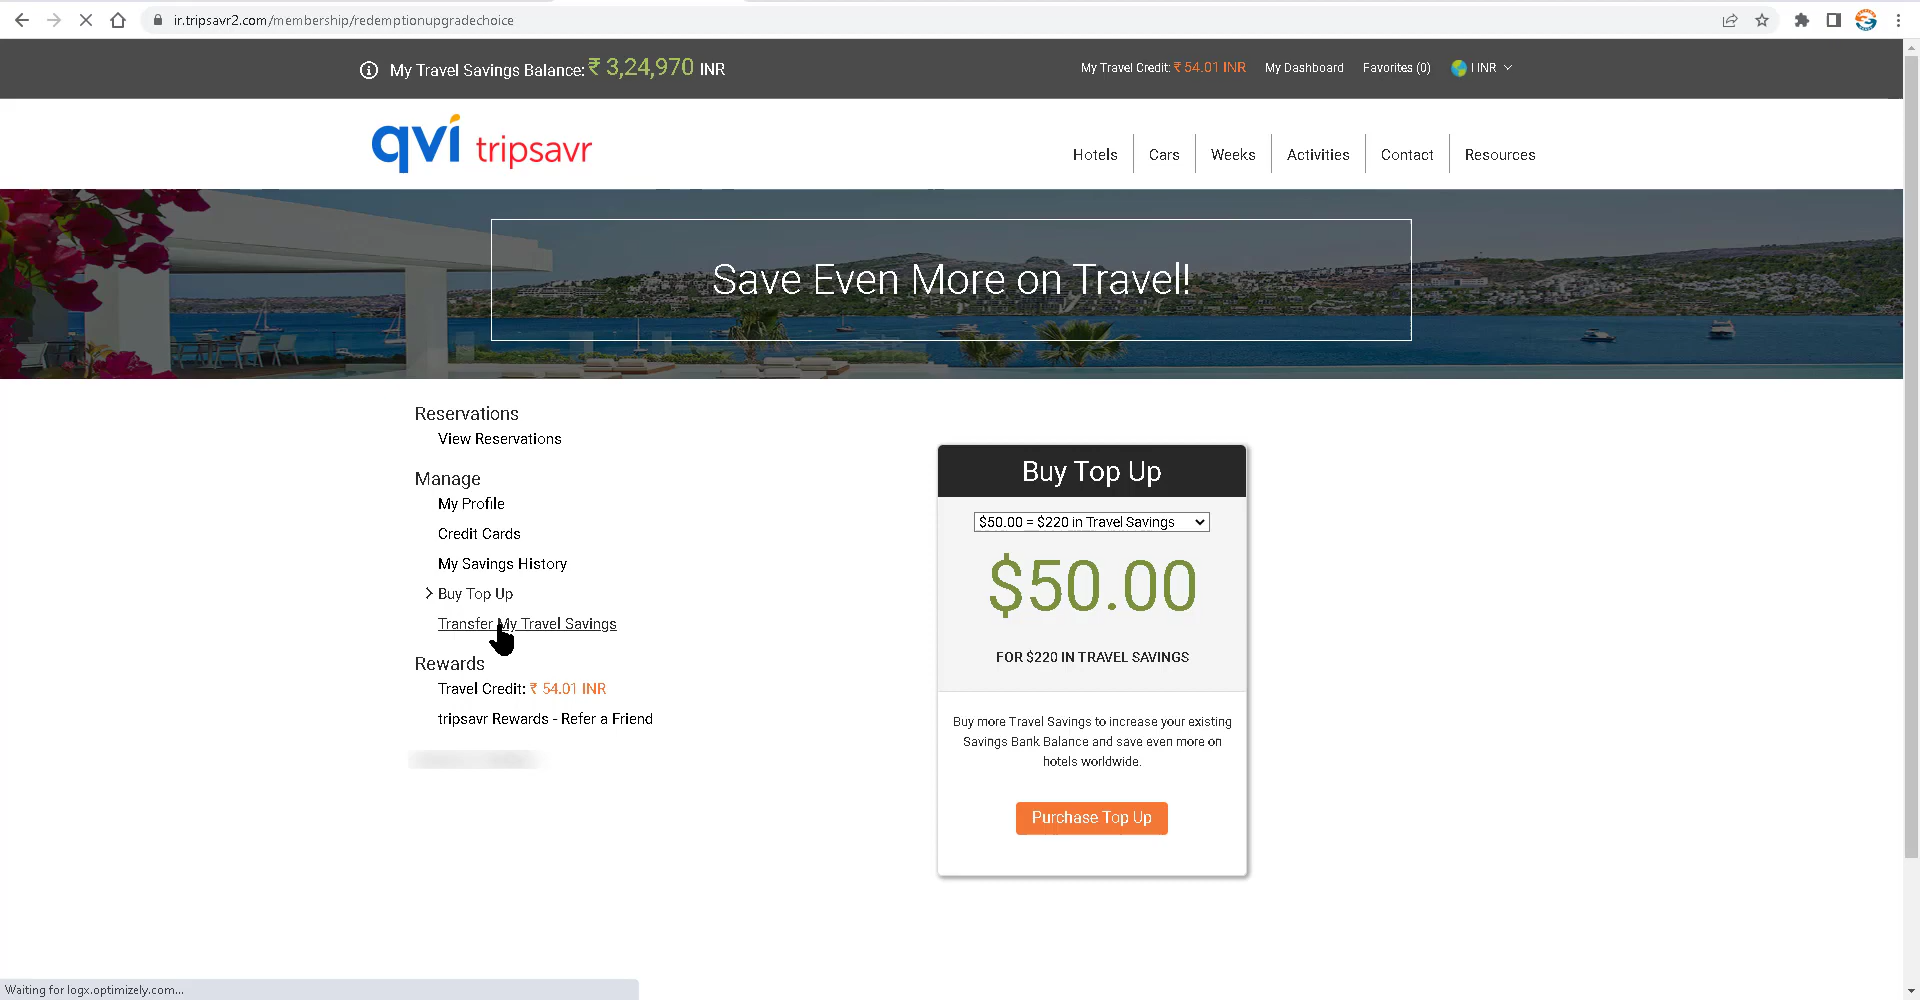 ir.tripsavr2.com/membership/redemptionupgradechoice
My Travel Savings Balance: ₹ 3,24,970 INR
My Travel Credit: ₹ 54.01 INR
My Dashboard
Favorites (0)
| INR
qvi tripsavr
Hotels
Cars
Weeks
Activities
Contact
Resources
Save Even More on Travel!
Reservations
View Reservations
Manage
My Profile
Credit Cards
My Savings History
Buy Top Up
Transfer My Travel Savings
Rewards
Travel Credit: ₹ 54.01 INR
tripsavr Rewards - Refer a Friend
Buy Top Up
$50.00 = $220 in Travel Savings
$50.00
FOR $220 IN TRAVEL SAVINGS
Buy more Travel Savings to increase your existing
Savings Bank Balance and save even more on
hotels worldwide.
Purchase Top Up
Waiting for logx.optimizely.com...